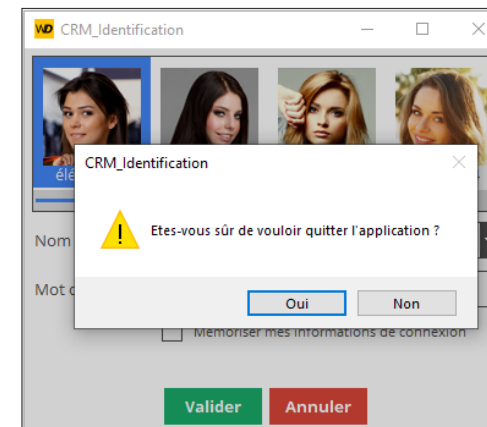 WD CRM_Identification
élé
CRM_Identification
Etes-vous sûr de vouloir quitter l'application ?
Nom
Oui Non
Mot d
Mémoriser mes informations de connexion
Valider Annuler